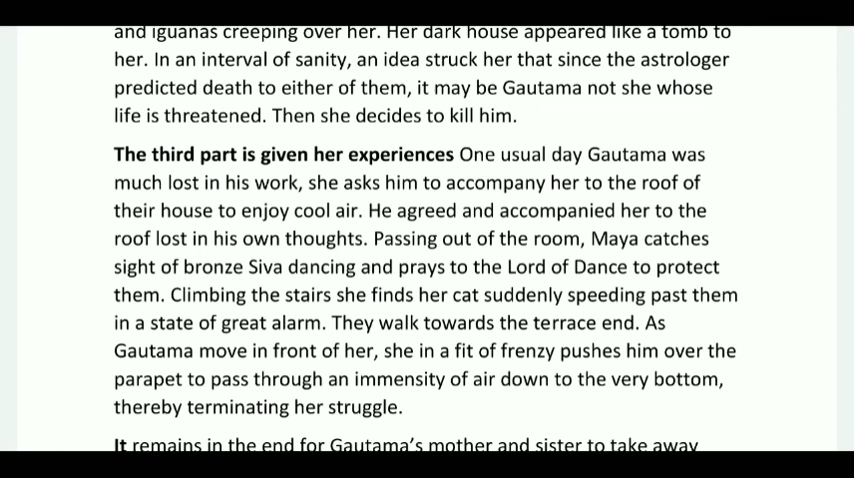 and iguanas creeping over her. Her dark house appeared like a tomb to
her. In an interval of sanity, an idea struck her that since the astrologer
predicted death to either of them, it may be Gautama not she whose
life is threatened. Then she decides to kill him.
The third part is given her experiences One usual day Gautama was
much lost in his work, she asks him to accompany her to the roof of
their house to enjoy cool air. He agreed and accompanied her to the
roof lost in his own thoughts. Passing out of the room, Maya catches
sight of bronze Siva dancing and prays to the Lord of Dance to protect
them. Climbing the stairs she finds her cat suddenly speeding past them
in a state of great alarm. They walk towards the terrace end. As
Gautama move in front of her, she in a fit of frenzy pushes him over the
parapet to pass through an immensity of air down to the very bottom,
thereby terminating her struggle.
It remains in the end for Gautama's mother and sister to take away